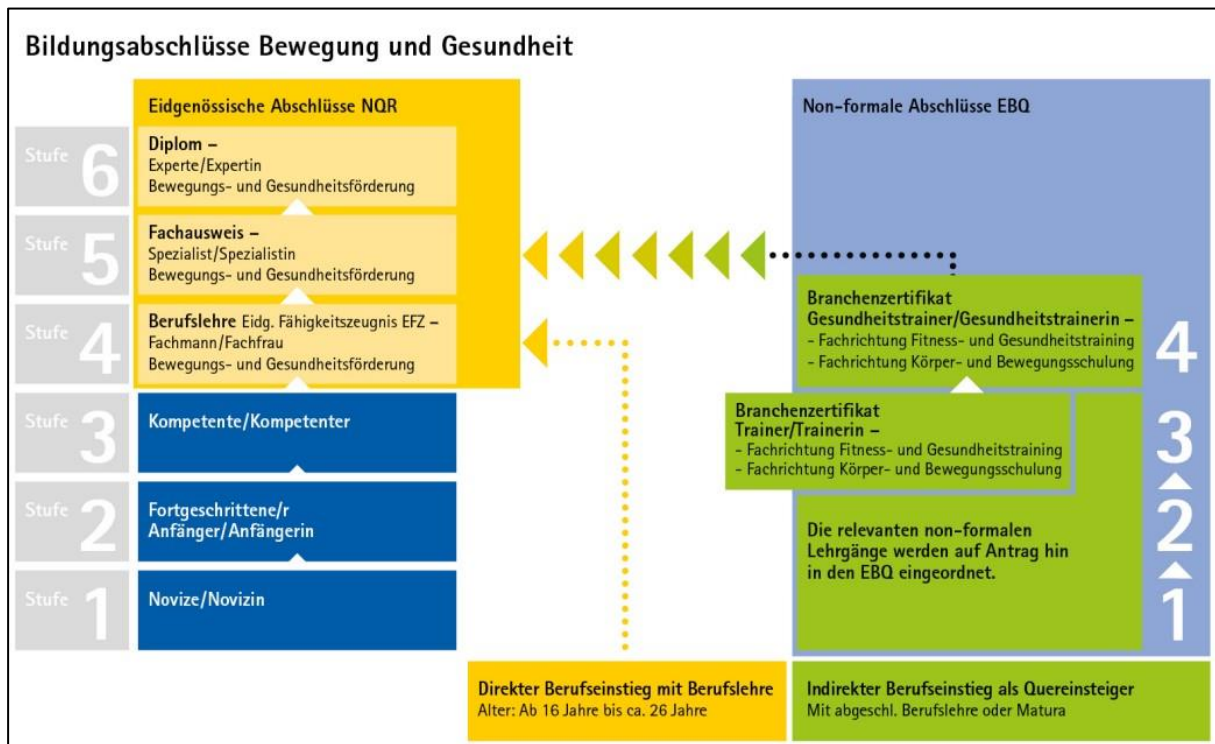 Bildungsabschlüsse Bewegung und Gesundheit
Eidgenössische Abschlüsse NQR
Stufe 6
Diplom –
Experte/Expertin
Bewegungs- und Gesundheitsförderung
Stufe 5
Fachausweis –
Spezialist/Spezialistin
Bewegungs- und Gesundheitsförderung
Stufe 4
Berufslehre Eidg. Fähigkeitszeugnis EFZ –
Fachmann/Fachfrau
Bewegungs- und Gesundheitsförderung
Stufe 3
Kompetente/Kompetenter
Stufe 2
Fortgeschrittene/r
Anfänger/Anfängerin
Stufe 1
Novize/Novizin
Direkter Berufseinstieg mit Berufslehre
Alter: Ab 16 Jahre bis ca. 26 Jahre
Non-formale Abschlüsse EBQ
Branchenzertifikat
Gesundheitstrainer/Gesundheitstrainerin –
- Fachrichtung Fitness- und Gesundheitstraining
- Fachrichtung Körper- und Bewegungsschulung
4
Branchenzertifikat
Trainer/Trainerin –
- Fachrichtung Fitness- und Gesundheitstraining
- Fachrichtung Körper- und Bewegungsschulung
3
Die relevanten non-formalen
Lehrgänge werden auf Antrag hin
in den EBQ eingeordnet.
2
1
Indirekter Berufseinstieg als Quereinsteiger
Mit abgeschl. Berufslehre oder Matura